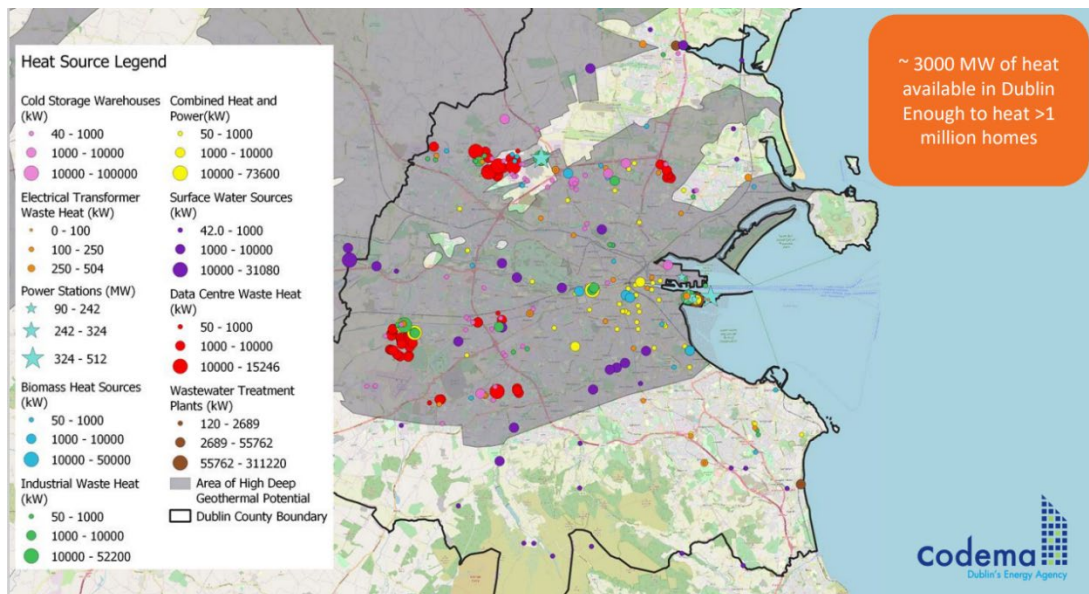 Heat Source Legend
Cold Storage Warehouses
(kW)
40 - 1000
1000 - 10000
10000 - 100000
Electrical Transformer
Waste Heat (kW)
0 - 100
100 - 250
250 - 504
Power Stations (MW)
90 - 242
242 - 324
324 - 512
Biomass Heat Sources
(kW)
50 - 1000
1000 - 10000
10000 - 50000
Industrial Waste Heat
(kW)
50 - 1000
1000 - 10000
10000 - 52200
Combined Heat and
Power(kW)
50 - 1000
1000 - 10000
10000 - 73600
Surface Water Sources
(kW)
42.0 - 1000
1000 - 10000
10000 - 31080
Data Centre Waste Heat
(kW)
50 - 1000
1000 - 10000
10000 - 15246
Wastewater Treatment
Plants (kW)
120 - 2689
2689 - 55762
55762 - 311220
Area of High Deep
Geothermal Potential
Dublin County Boundary
~ 3000 MW of heat
available in Dublin
Enough to heat >1
million homes
codema
Dublin's Energy Agency